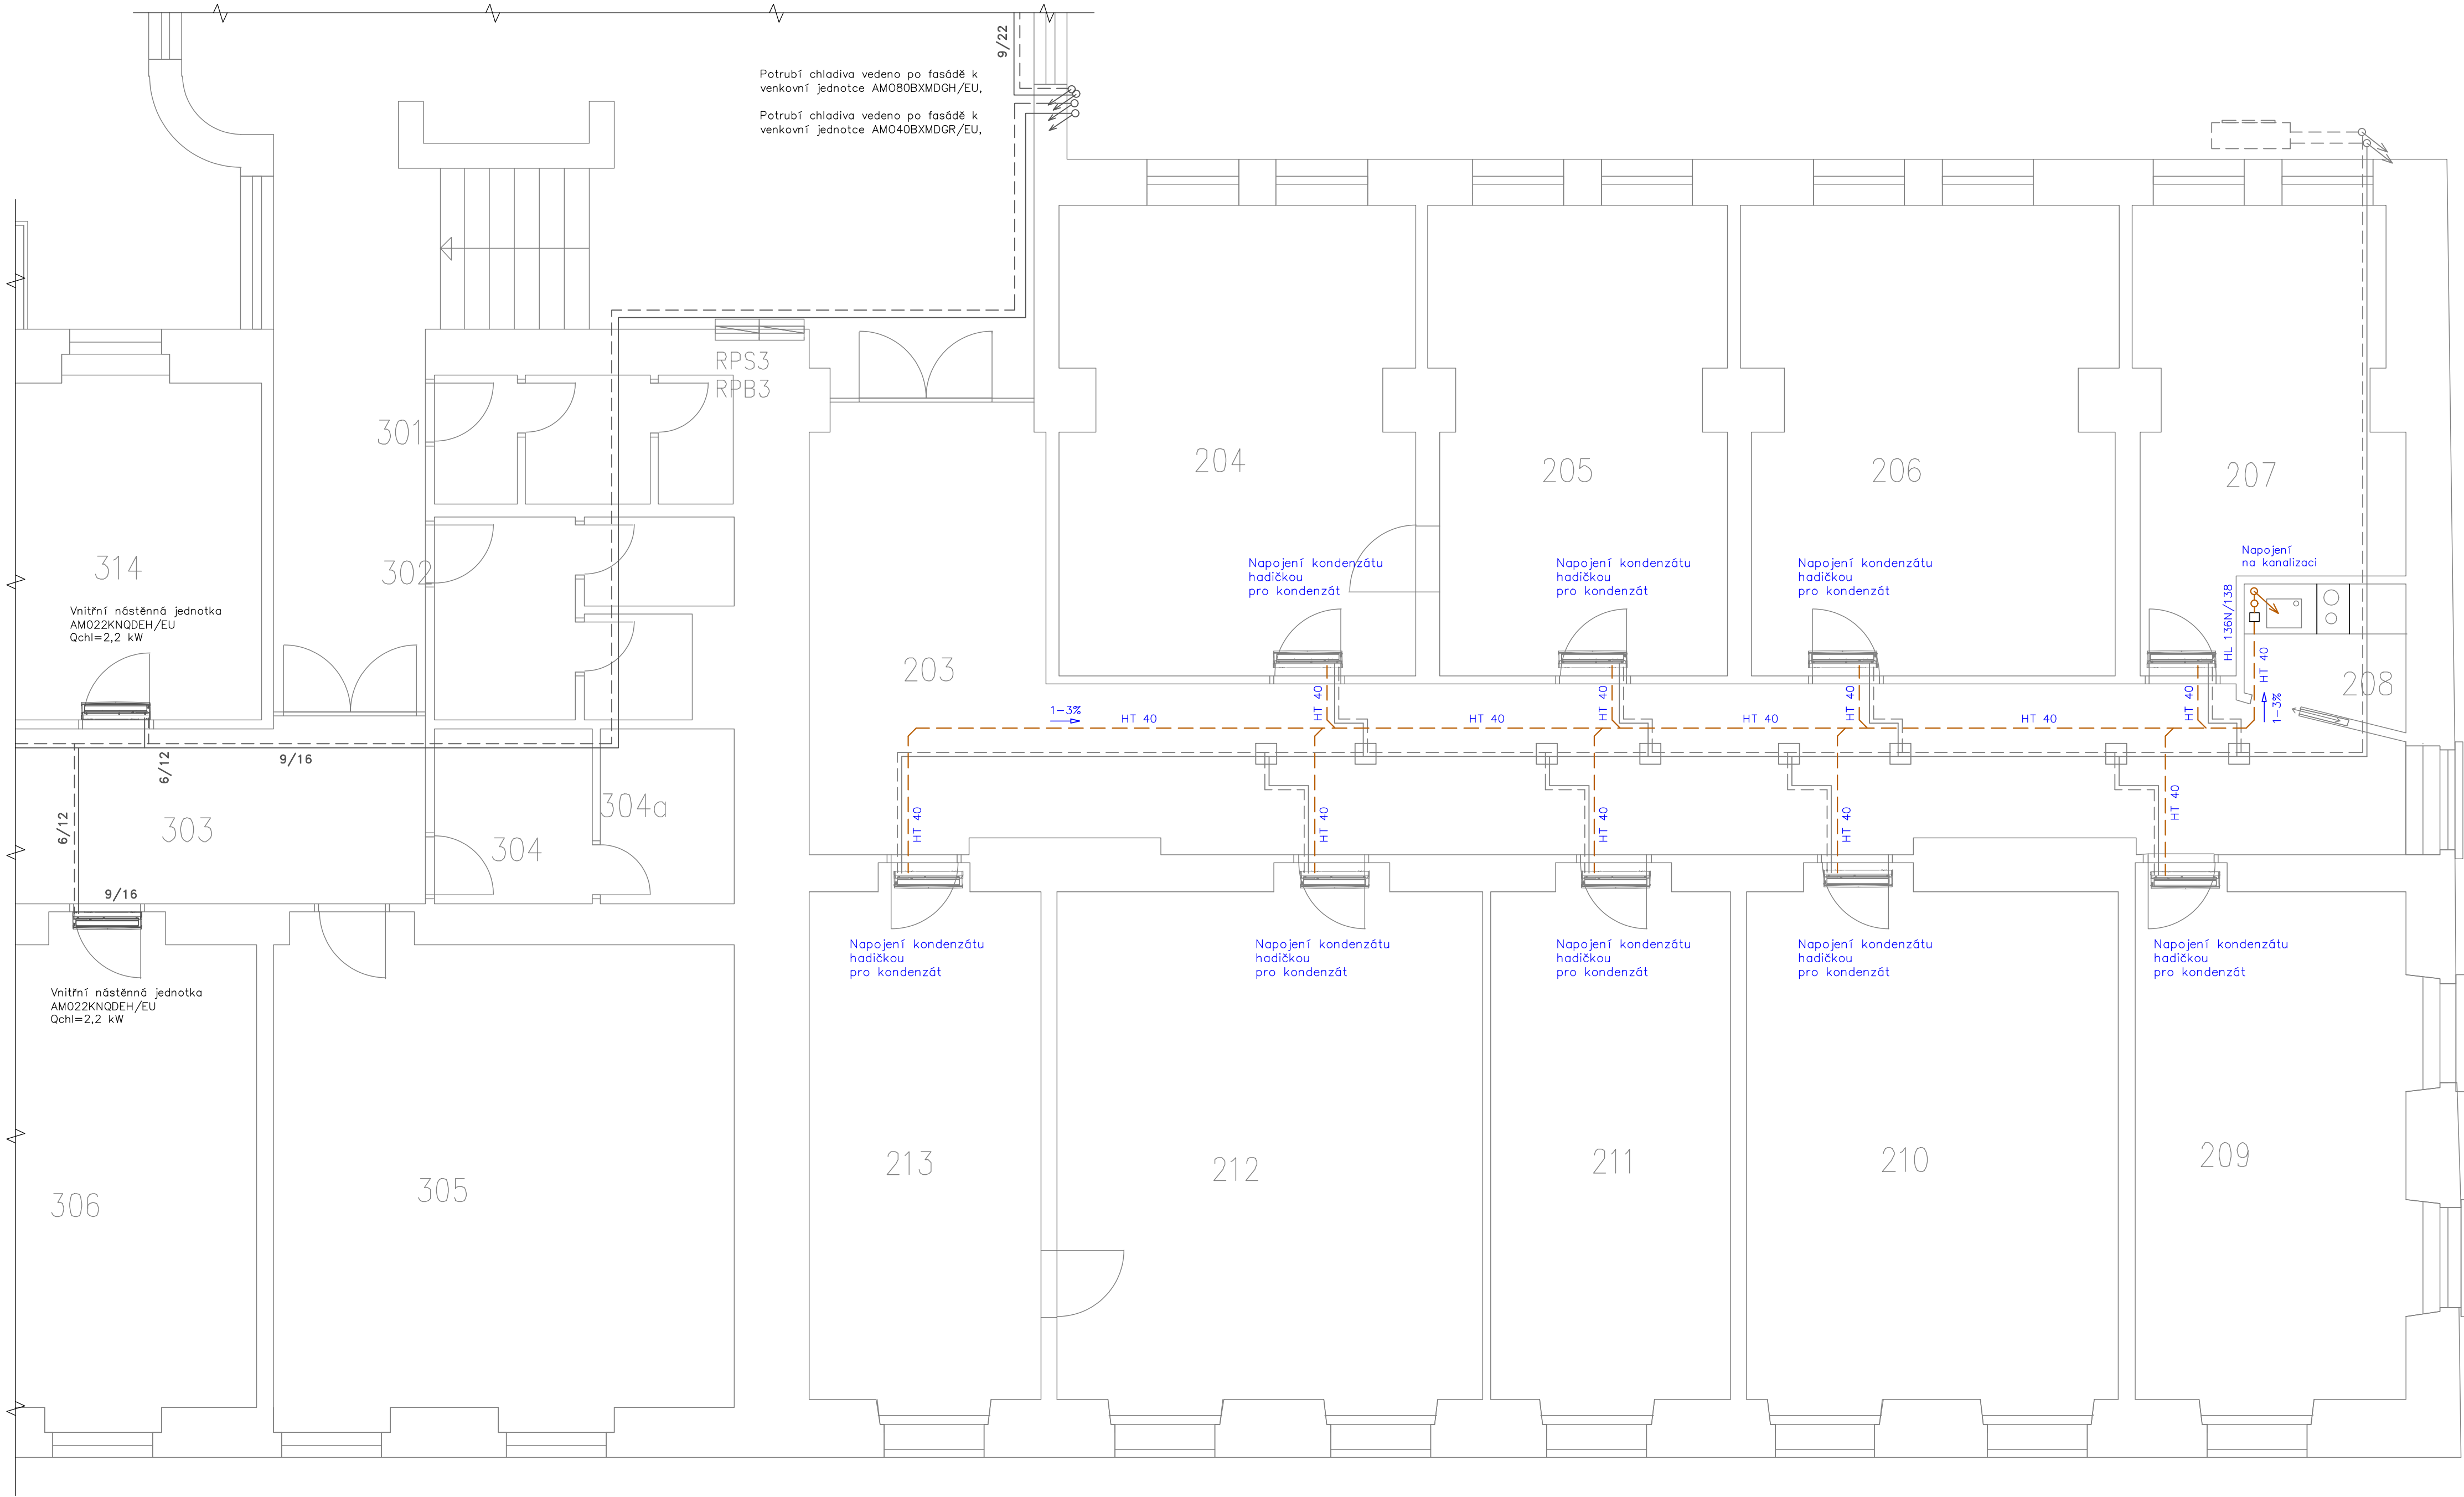 9/22
Potrubí chladiva vedeno po fasádě k
venkovní jednotce AM080BXMDGH/EU,
Potrubí chladiva vedeno po fasádě k
venkovní jednotce AM040BXMDGR/EU,
RPS3
RPB3
301
302
314
Vnitřní nástěnná jednotka
AM022KNQDEH/EU
Qchl=2,2 kW
204
205
206
207
Napojení kondenzátu
hadičkou
pro kondenzát
Napojení kondenzátu
hadičkou
pro kondenzát
Napojení kondenzátu
hadičkou
pro kondenzát
Napojení
na kanalizaci
HL 136N/138
HT 40
1-3%
208
203
1-3%
HT 40
HT 40
HT 40
HT 40
HT 40
HT 40
HT 40
HT 40
9/16
6/12
6/12
303
304
304a
9/16
HT 40
HT 40
HT 40
HT 40
HT 40
Vnitřní nástěnná jednotka
AM022KNQDEH/EU
Qchl=2,2 kW
Napojení kondenzátu
hadičkou
pro kondenzát
Napojení kondenzátu
hadičkou
pro kondenzát
Napojení kondenzátu
hadičkou
pro kondenzát
Napojení kondenzátu
hadičkou
pro kondenzát
Napojení kondenzátu
hadičkou
pro kondenzát
306
305
213
212
211
210
209